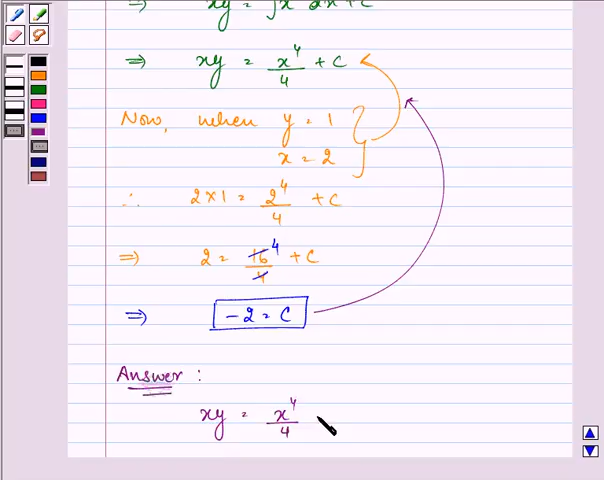 ⇒ xy = x⁴/4 + C
Now, when y = 1
x = 2
∴ 2×1 = 2⁴/4 + C
⇒ 2 = 16/4 4 + C
⇒ -2 = C
Answer :
xy = x⁴/4